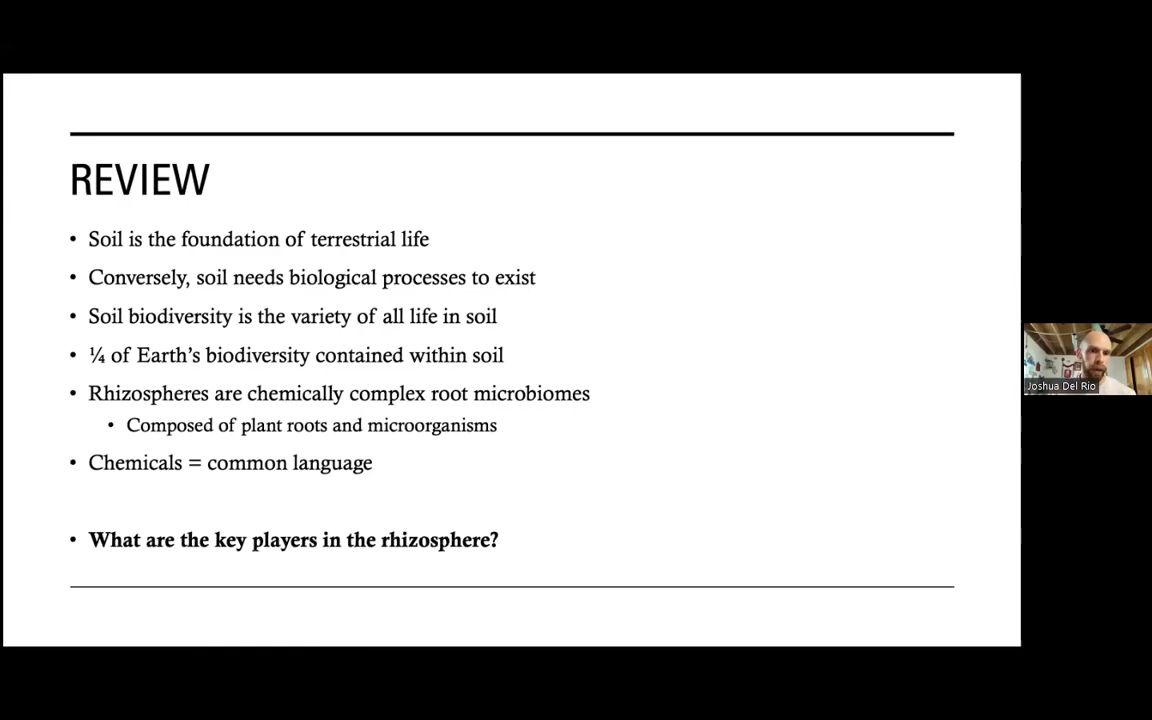 REVIEW
• Soil is the foundation of terrestrial life
• Conversely, soil needs biological processes to exist
• Soil biodiversity is the variety of all life in soil
• ¼ of Earth's biodiversity contained within soil
• Rhizospheres are chemically complex root microbiomes
• Composed of plant roots and microorganisms
• Chemicals = common language
• What are the key players in the rhizosphere?
Joshua Del Rio